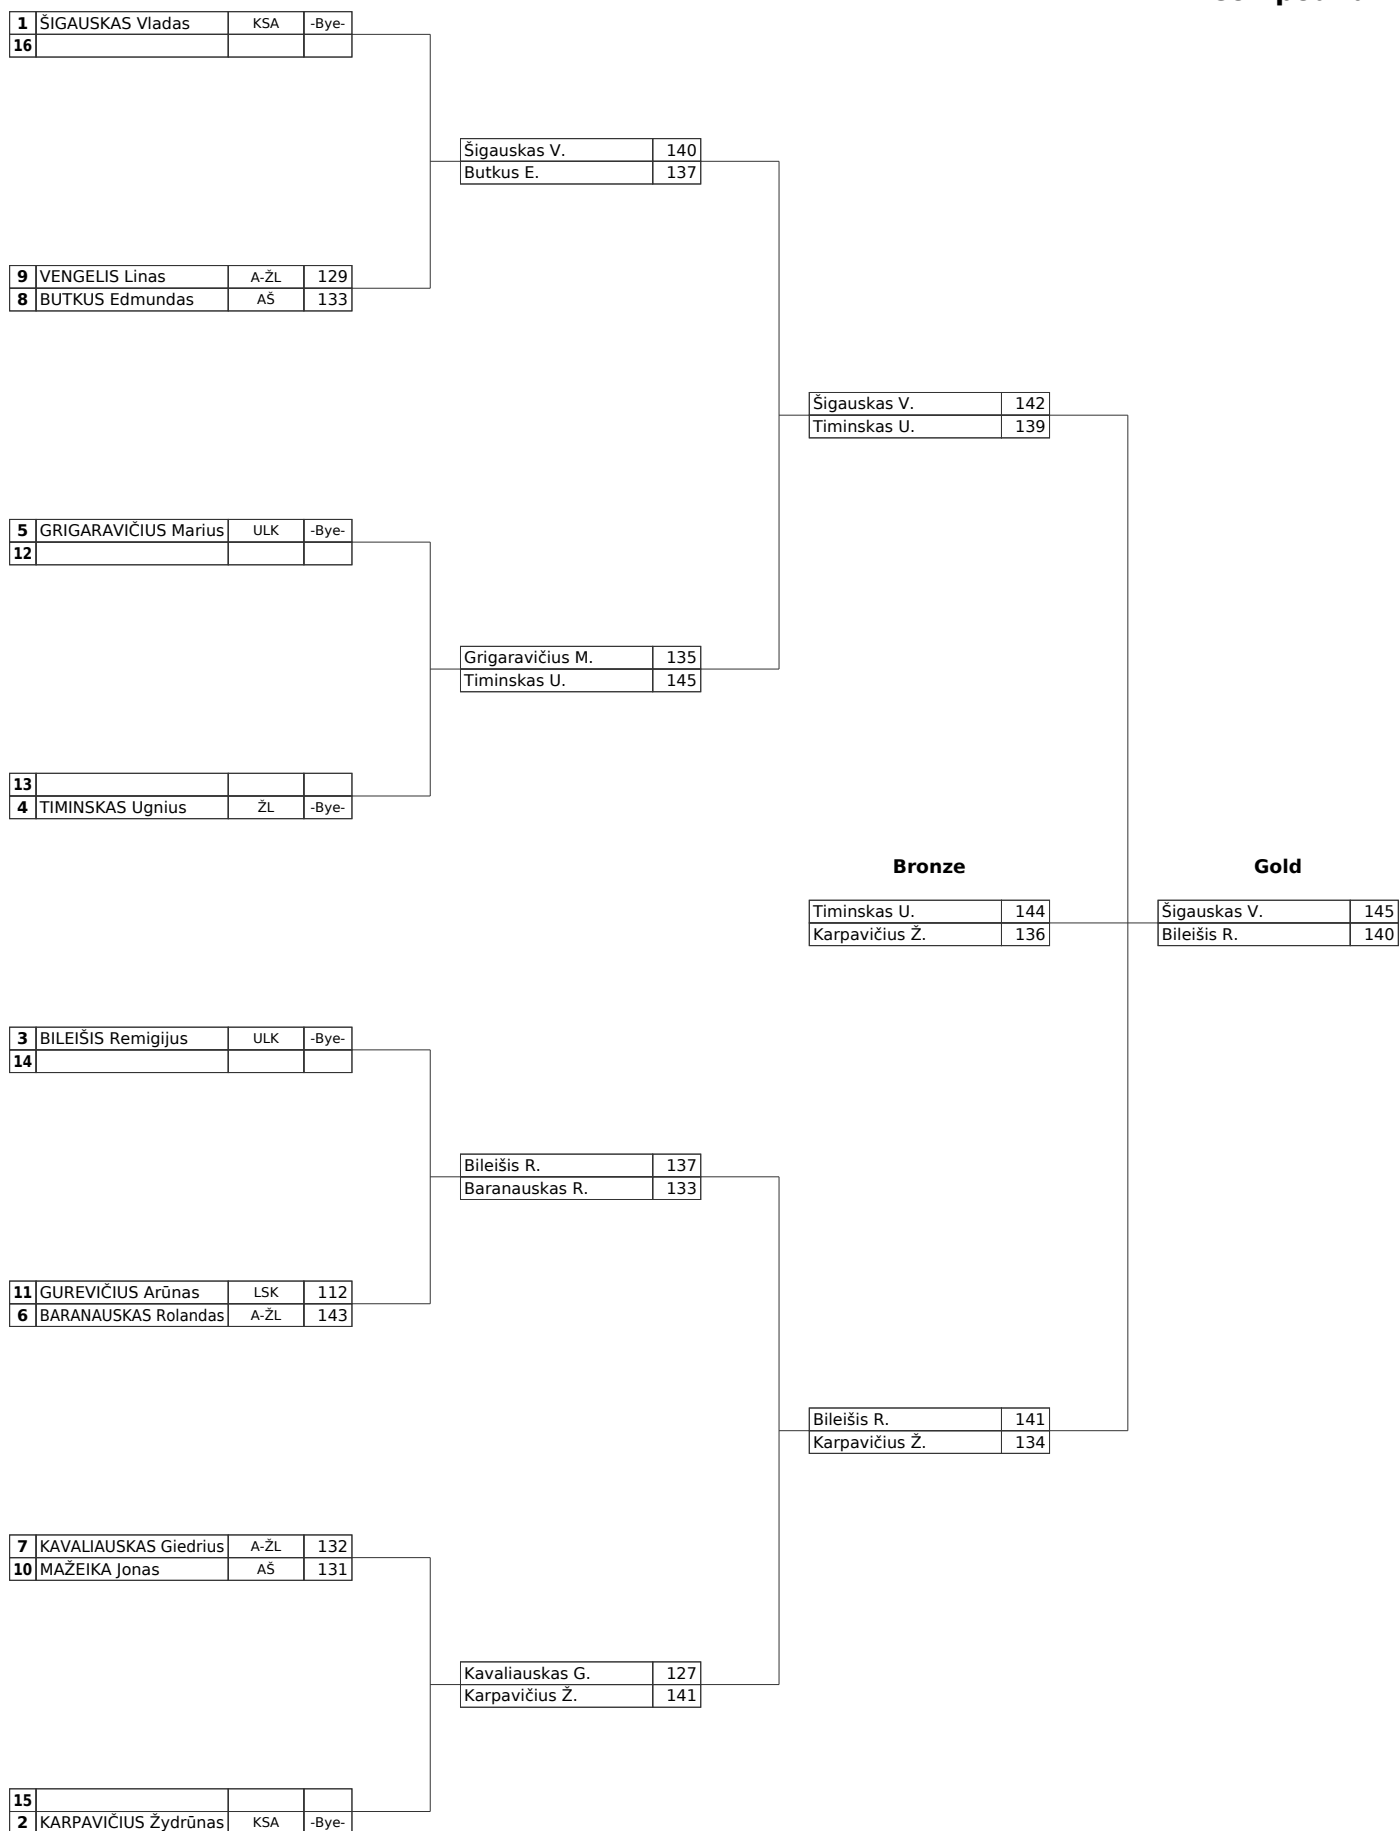 1 ŠIGAUSKAS Vladas KSA -Bye-
16
Šigauskas V. 140
Butkus E. 137
9 VENGELIS Linas A-ŽL 129
8 BUTKUS Edmundas AŠ 133
Šigauskas V. 142
Timinskas U. 139
5 GRIGARAVIČIUS Marius ULK -Bye-
12
Grigaravičius M. 135
Timinskas U. 145
13
4 TIMINSKAS Ugnius ŽL -Bye-
Bronze Gold
Timinskas U. 144 Šigauskas V. 145
Karpavičius Ž. 136 Bileišis R. 140
3 BILEIŠIS Remigijus ULK -Bye-
14
Bileišis R. 137
Baranauskas R. 133
11 GUREVIČIUS Arūnas LSK 112
6 BARANAUSKAS Rolandas A-ŽL 143
Bileišis R. 141
Karpavičius Ž. 134
7 KAVALIAUSKAS Giedrius A-ŽL 132
10 MAŽEIKA Jonas AŠ 131
Kavaliauskas G. 127
Karpavičius Ž. 141
15
2 KARPAVIČIUS Žydrūnas KSA -Bye-